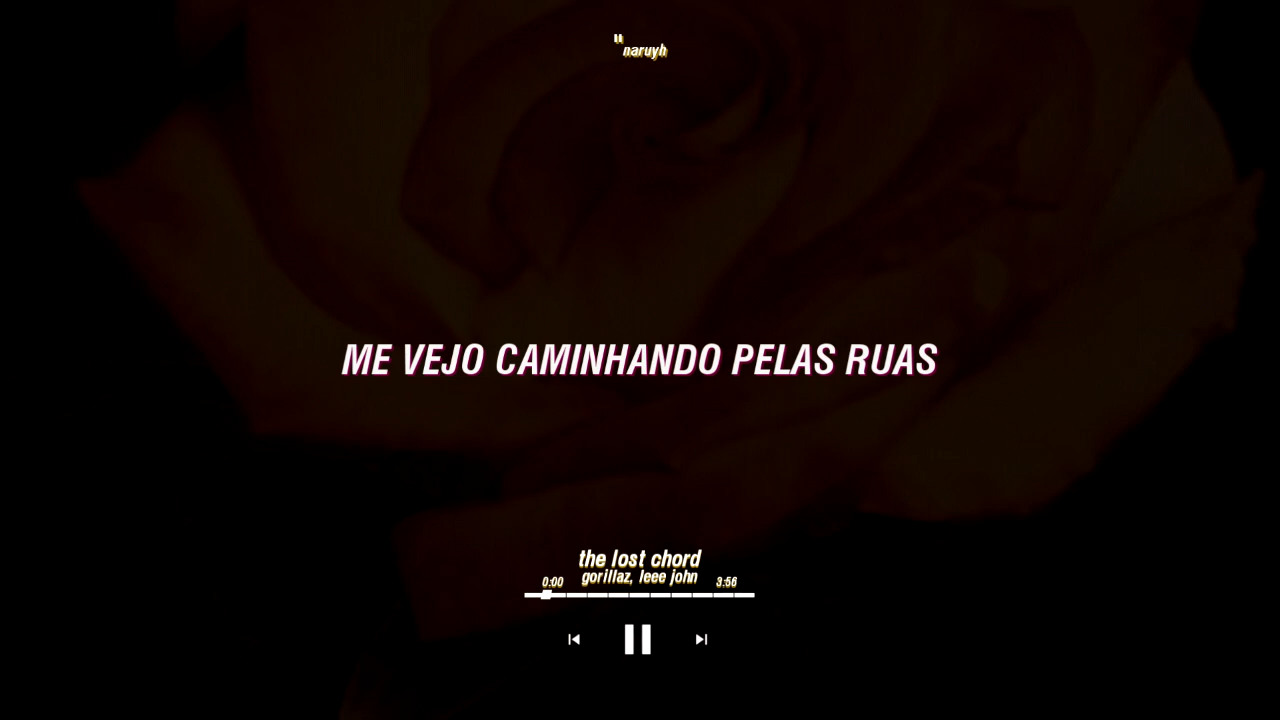 "
naruyh
ME VEJO CAMINHANDO PELAS RUAS
the lost chord
0:00 gorillaz, leee john 3:56